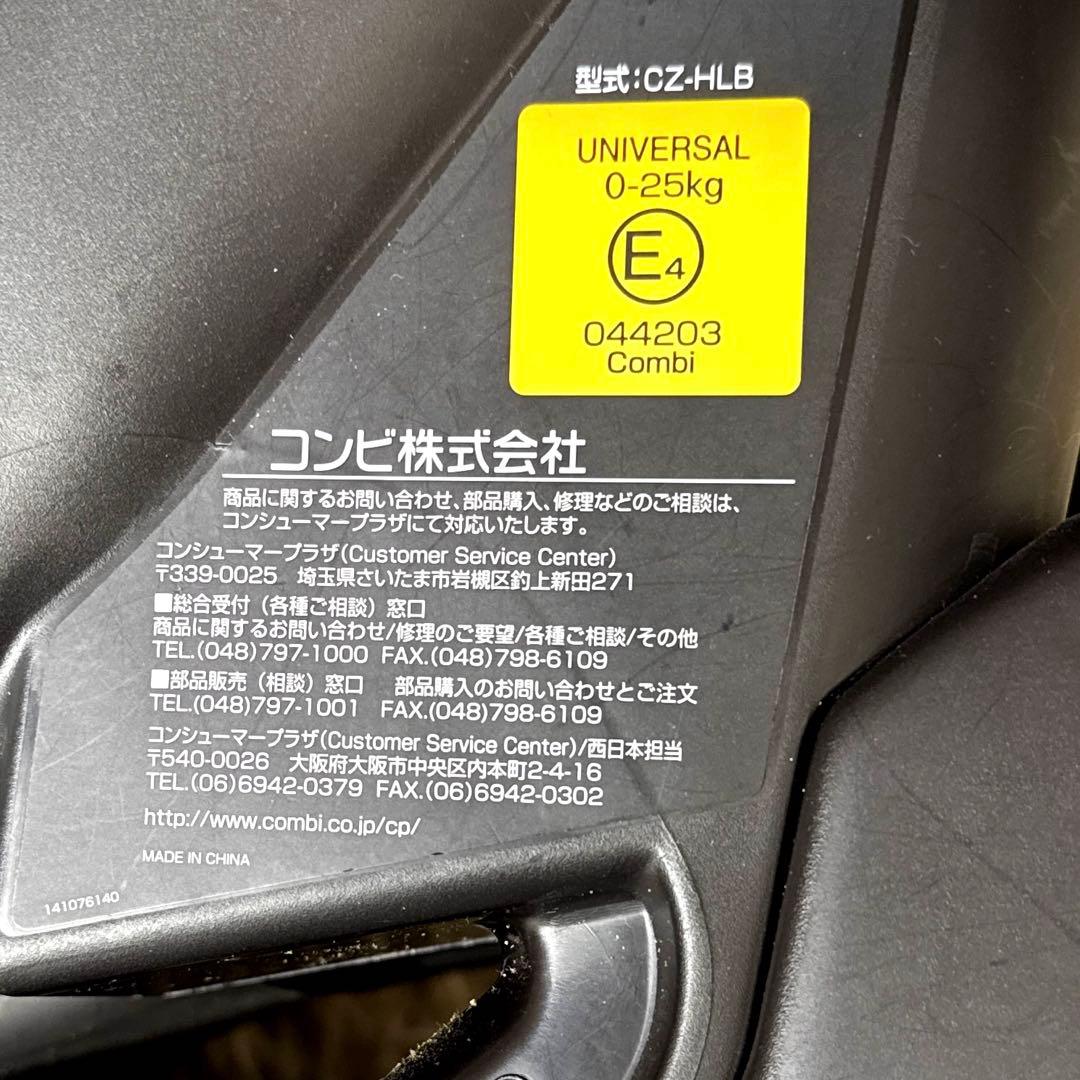 型式:CZ-HLB
UNIVERSAL
0-25kg
E4
044203
Combi
コンビ株式会社
商品に関するお問い合わせ、部品購入、修理などのご相談は、
コンシューマープラザにて対応いたします。
コンシューマープラザ(Customer Service Center)
〒339-0025 埼玉県さいたま市岩槻区釣上新田271
■総合受付（各種ご相談）窓口
商品に関するお問い合わせ/修理のご要望/各種ご相談/その他
TEL.(048)797-1000 FAX.(048)798-6109
■部品販売（相談）窓口 部品購入のお問い合わせとご注文
TEL.(048)797-1001 FAX.(048)798-6109
コンシューマープラザ(Customer Service Center)/西日本担当
〒540-0026 大阪府大阪市中央区内本町2-4-16
TEL.(06)6942-0379 FAX.(06)6942-0302
http://www.combi.co.jp/cp/
MADE IN CHINA
141076140